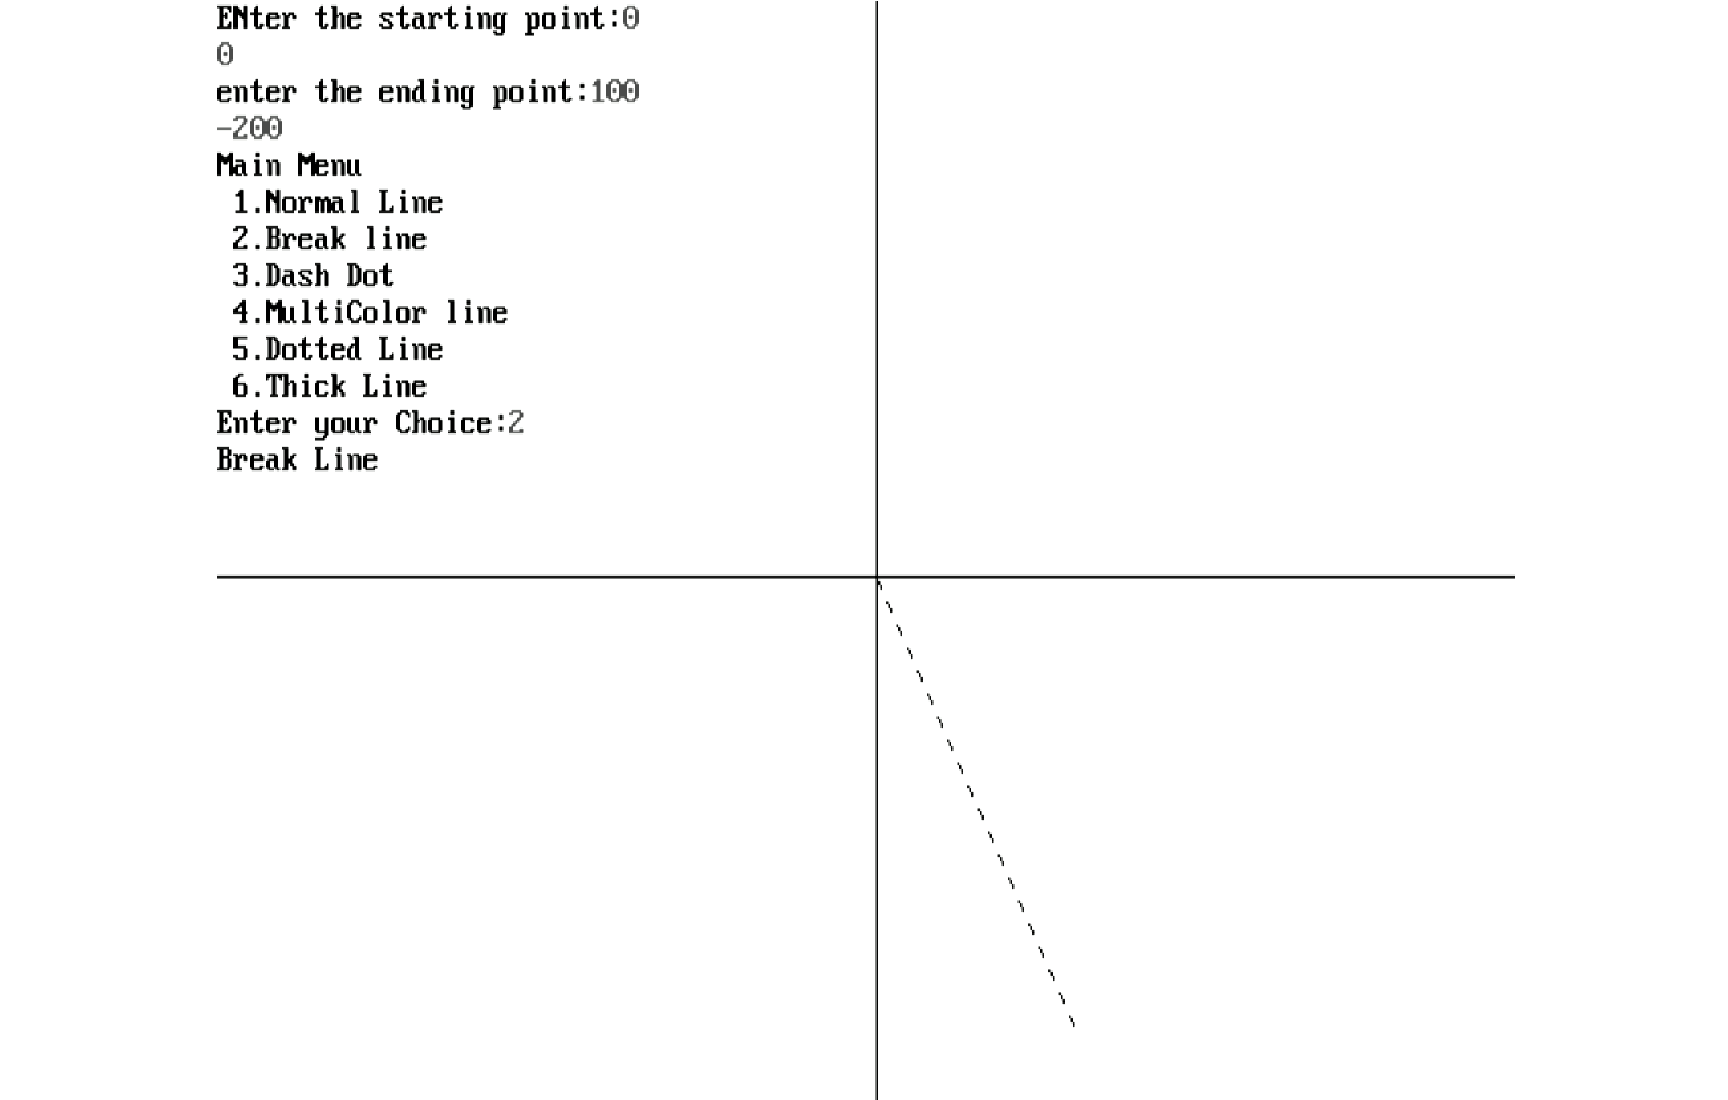 ENter the starting point:0
0
enter the ending point:100
-200
Main Menu
1.Normal Line
2.Break line
3.Dash Dot
4.MultiColor line
5.Dotted Line
6.Thick Line
Enter your Choice:2
Break Line